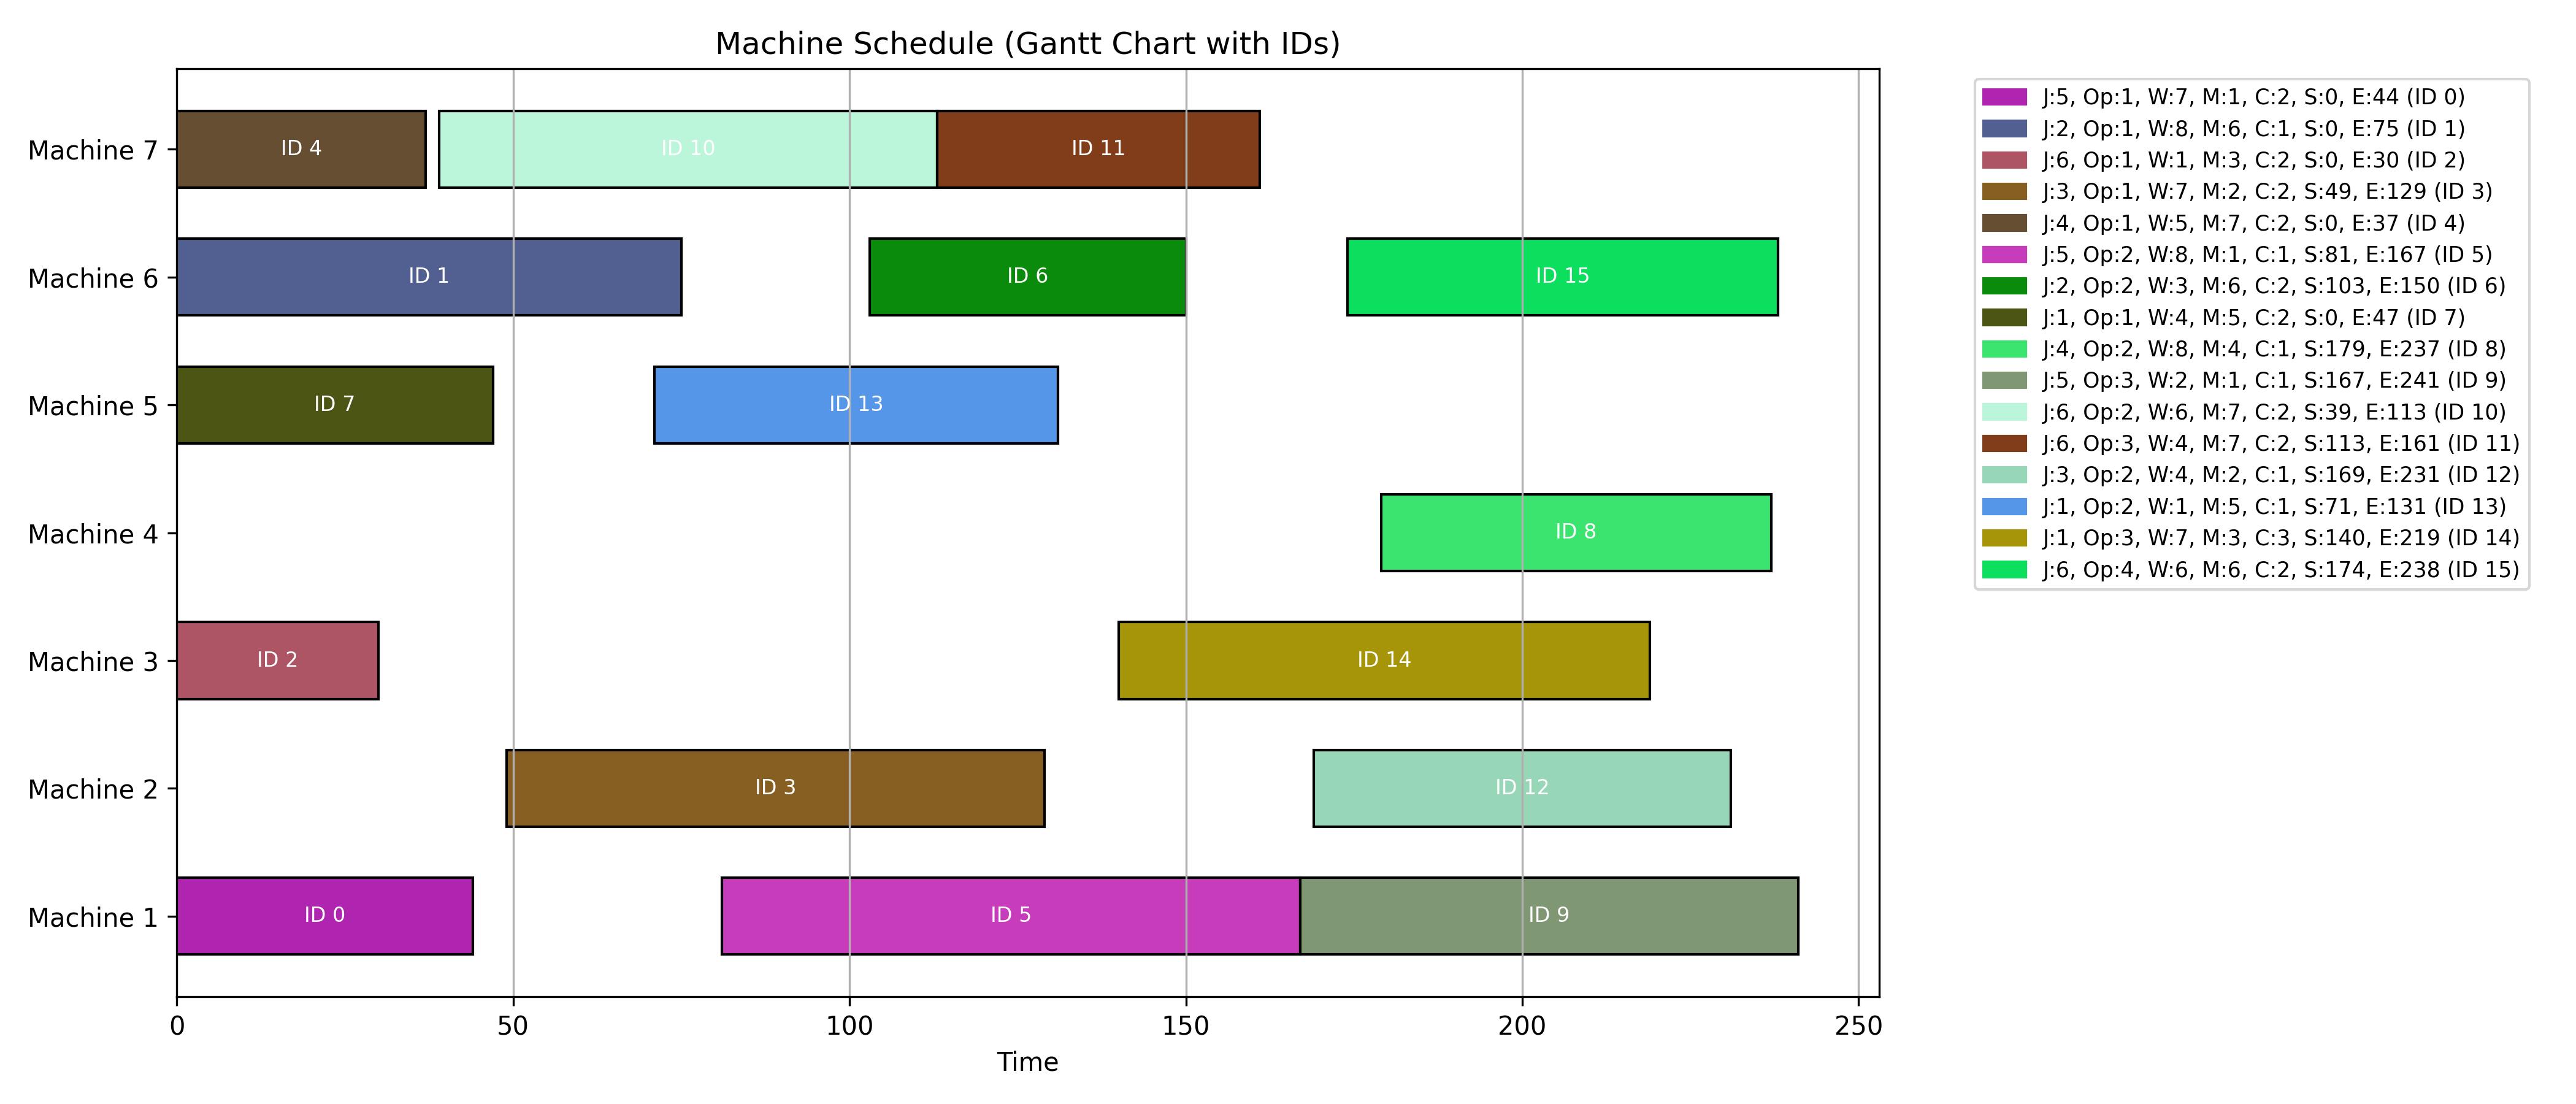 Machine Schedule (Gantt Chart with IDs)
Machine 7
ID 4
ID 10
ID 11
Machine 6
ID 1
ID 6
ID 15
Machine 5
ID 7
ID 13
Machine 4
ID 8
Machine 3
ID 2
ID 14
Machine 2
ID 3
ID 12
Machine 1
ID 0
ID 5
ID 9
0 50 100 150 200 250
Time
J:5, Op:1, W:7, M:1, C:2, S:0, E:44 (ID 0)
J:2, Op:1, W:8, M:6, C:1, S:0, E:75 (ID 1)
J:6, Op:1, W:1, M:3, C:2, S:0, E:30 (ID 2)
J:3, Op:1, W:7, M:2, C:2, S:49, E:129 (ID 3)
J:4, Op:1, W:5, M:7, C:2, S:0, E:37 (ID 4)
J:5, Op:2, W:8, M:1, C:1, S:81, E:167 (ID 5)
J:2, Op:2, W:3, M:6, C:2, S:103, E:150 (ID 6)
J:1, Op:1, W:4, M:5, C:2, S:0, E:47 (ID 7)
J:4, Op:2, W:8, M:4, C:1, S:179, E:237 (ID 8)
J:5, Op:3, W:2, M:1, C:1, S:167, E:241 (ID 9)
J:6, Op:2, W:6, M:7, C:2, S:39, E:113 (ID 10)
J:6, Op:3, W:4, M:7, C:2, S:113, E:161 (ID 11)
J:3, Op:2, W:4, M:2, C:1, S:169, E:231 (ID 12)
J:1, Op:2, W:1, M:5, C:1, S:71, E:131 (ID 13)
J:1, Op:3, W:7, M:3, C:3, S:140, E:219 (ID 14)
J:6, Op:4, W:6, M:6, C:2, S:174, E:238 (ID 15)